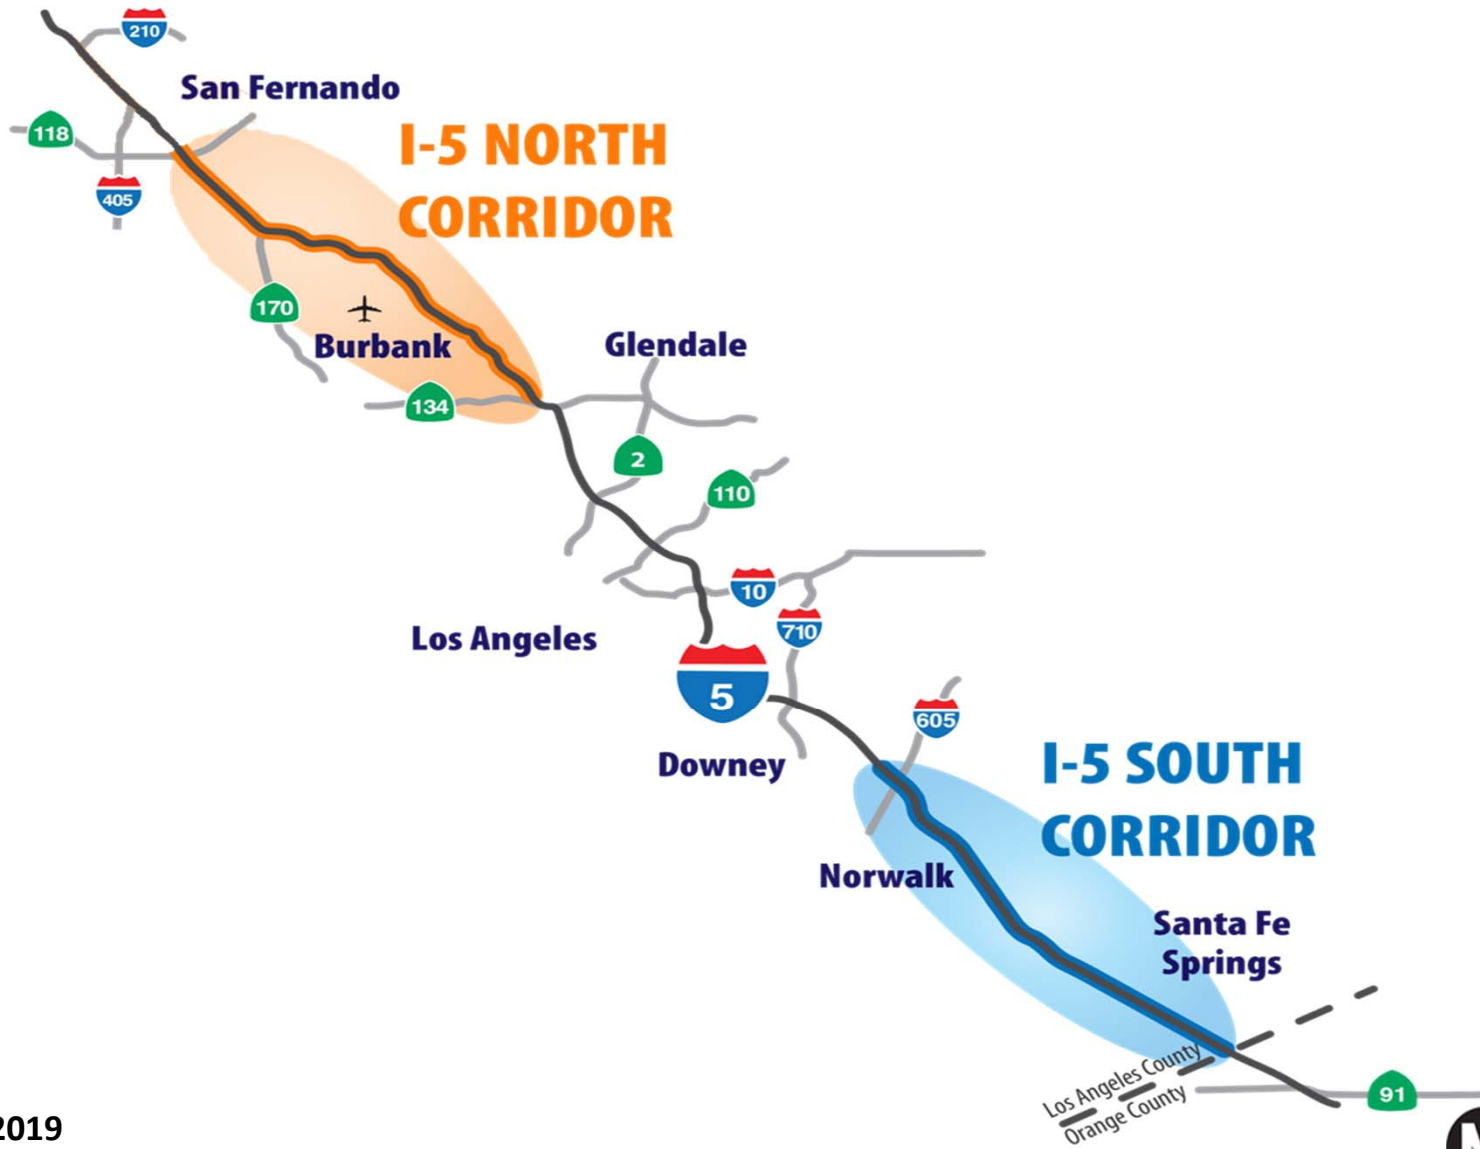 210
San Fernando
118
I-5 NORTH
CORRIDOR
405
170
Burbank
Glendale
134
2
110
10
Los Angeles
710
5
605
Downey
I-5 SOUTH
CORRIDOR
Norwalk
Santa Fe
Springs
Los Angeles County
Orange County
91
2019